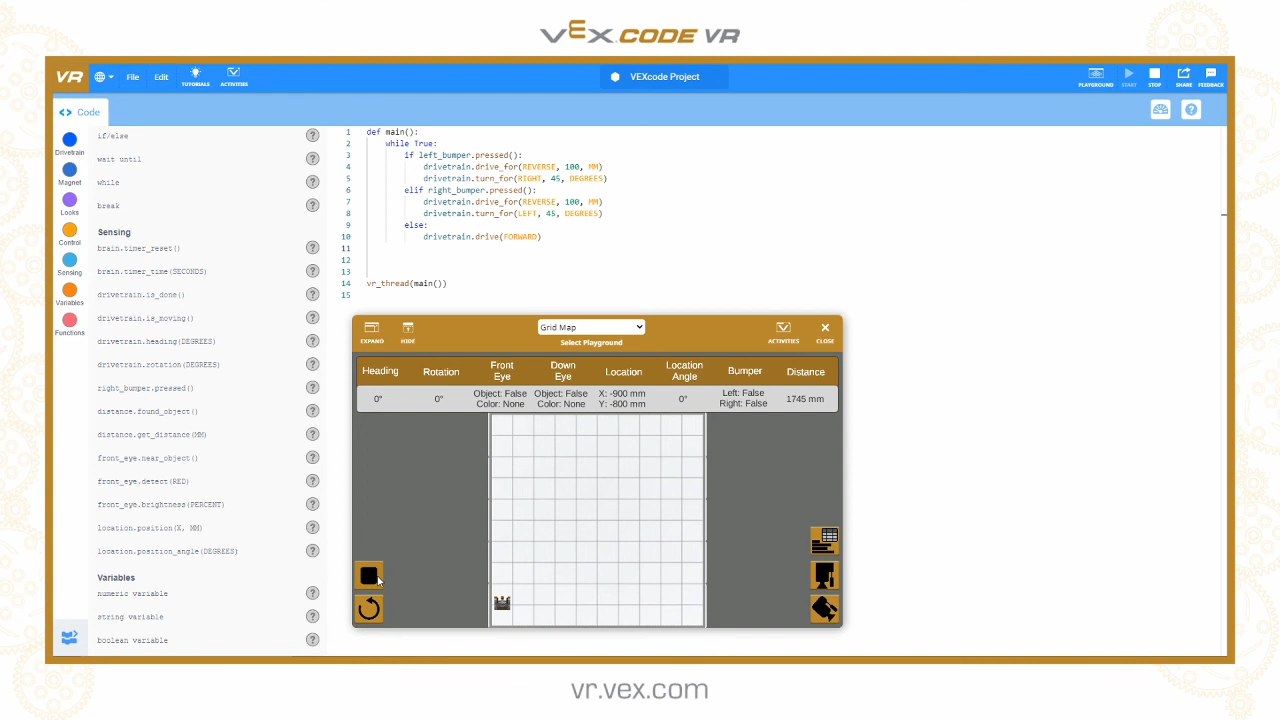 VEX CODE VR
VR File Edit TUTORIALS ACTIVITIES VEXcode Project PLAYGROUND START STOP SHARE FEEDBACK
<> Code
Drivetrain
Magnet
Looks
Control
Sensing
Variables
Functions
if/else
wait until
while
break
Sensing
brain.timer_reset()
brain.timer_time(SECONDS)
drivetrain.is_done()
drivetrain.is_moving()
drivetrain.heading(DEGREES)
drivetrain.rotation(DEGREES)
right_bumper.pressed()
distance.found_object()
distance.get_distance(MM)
front_eye.near_object()
front_eye.detect(RED)
front_eye.brightness(PERCENT)
location.position(X, MM)
location.position_angle(DEGREES)
Variables
numeric variable
string variable
boolean variable
1 def main():
2 while True:
3 if left_bumper.pressed():
4 drivetrain.drive_for(REVERSE, 100, MM)
5 drivetrain.turn_for(RIGHT, 45, DEGREES)
6 elif right_bumper.pressed():
7 drivetrain.drive_for(REVERSE, 100, MM)
8 drivetrain.turn_for(LEFT, 45, DEGREES)
9 else:
10 drivetrain.drive(FORWARD)
11
12
13
14 vr_thread(main())
15
EXPAND HIDE Grid Map ACTIVITIES CLOSE
Select Playground
Heading Rotation Front Eye Down Eye Location Location Angle Bumper Distance
0° 0° Object: False Color: None Object: False Color: None X: -900 mm Y: -800 mm 0° Left: False Right: False 1745 mm
vr.vex.com